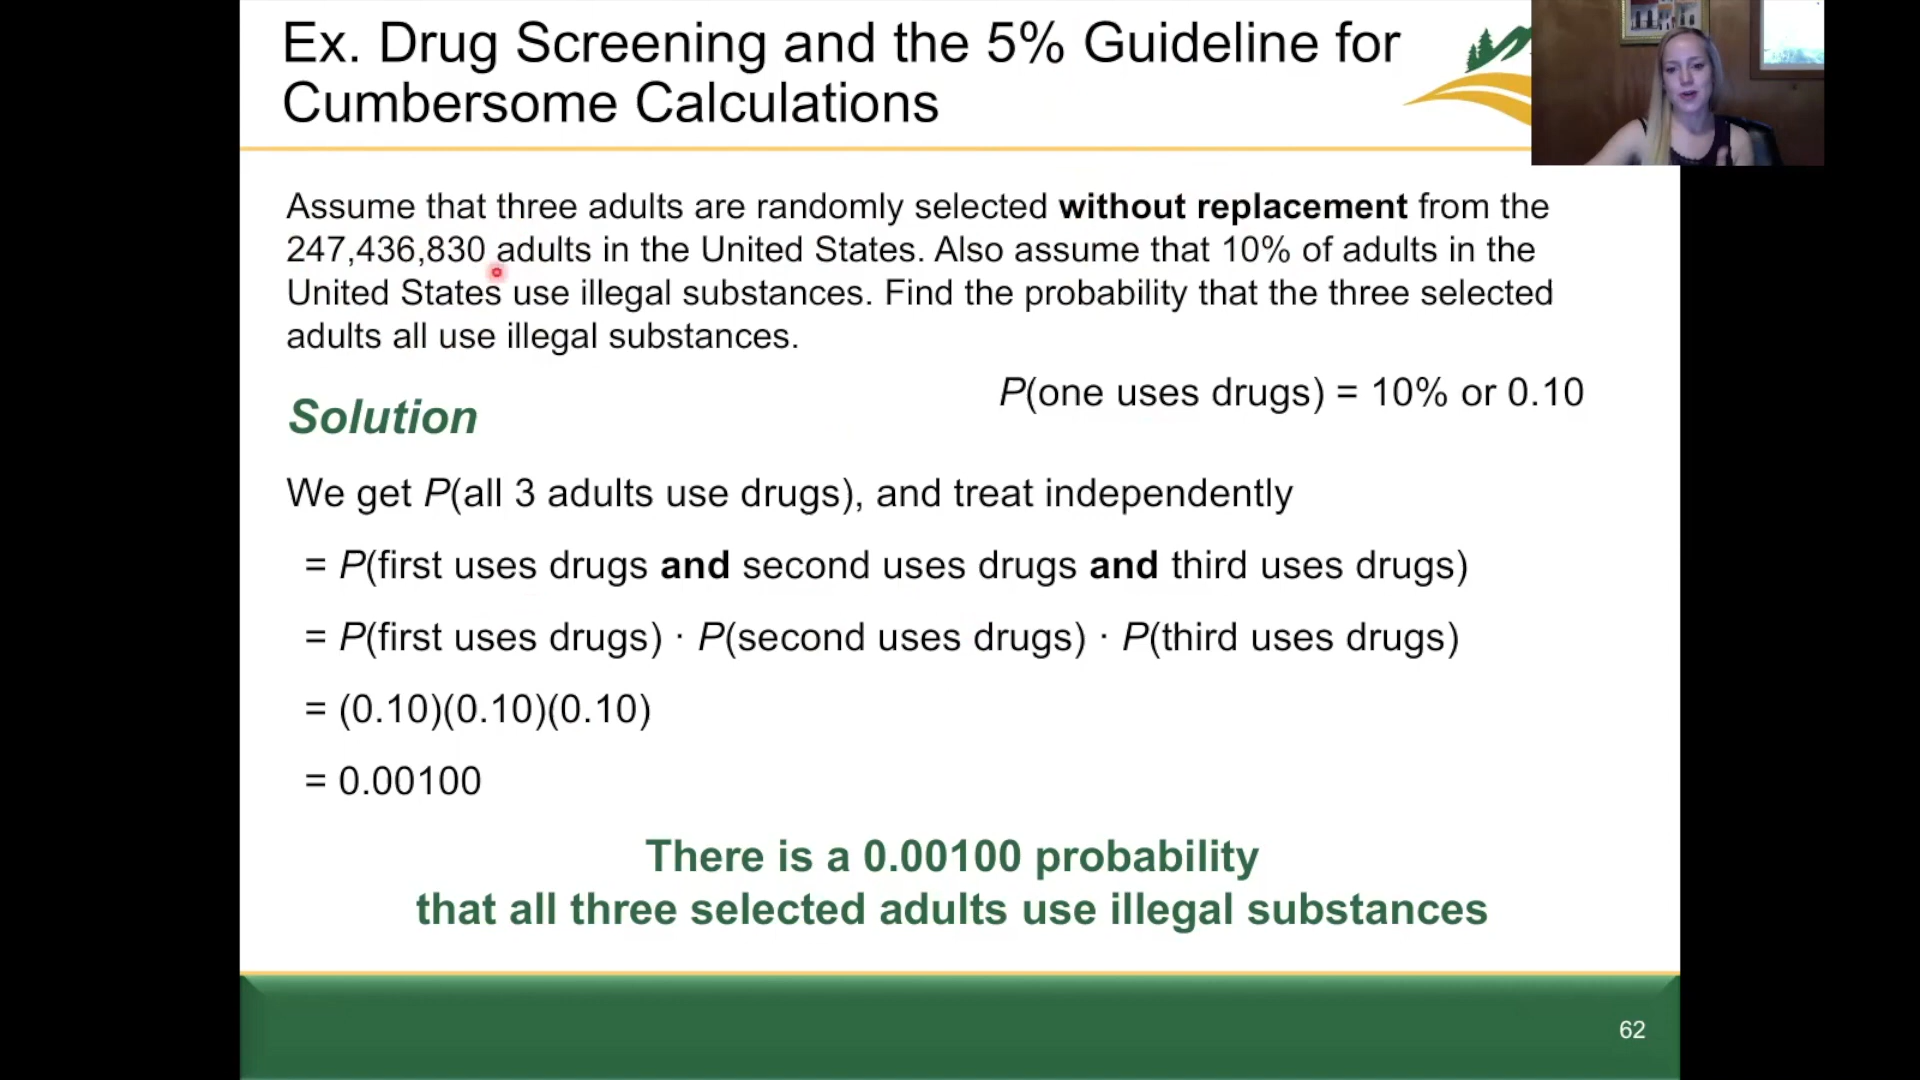 Ex. Drug Screening and the 5% Guideline for
Cumbersome Calculations
Assume that three adults are randomly selected without replacement from the
247,436,830 adults in the United States. Also assume that 10% of adults in the
United States use illegal substances. Find the probability that the three selected
adults all use illegal substances.
P(one uses drugs) = 10% or 0.10
Solution
We get P(all 3 adults use drugs), and treat independently
= P(first uses drugs and second uses drugs and third uses drugs)
= P(first uses drugs) · P(second uses drugs) · P(third uses drugs)
= (0.10)(0.10)(0.10)
= 0.00100
There is a 0.00100 probability
that all three selected adults use illegal substances
62